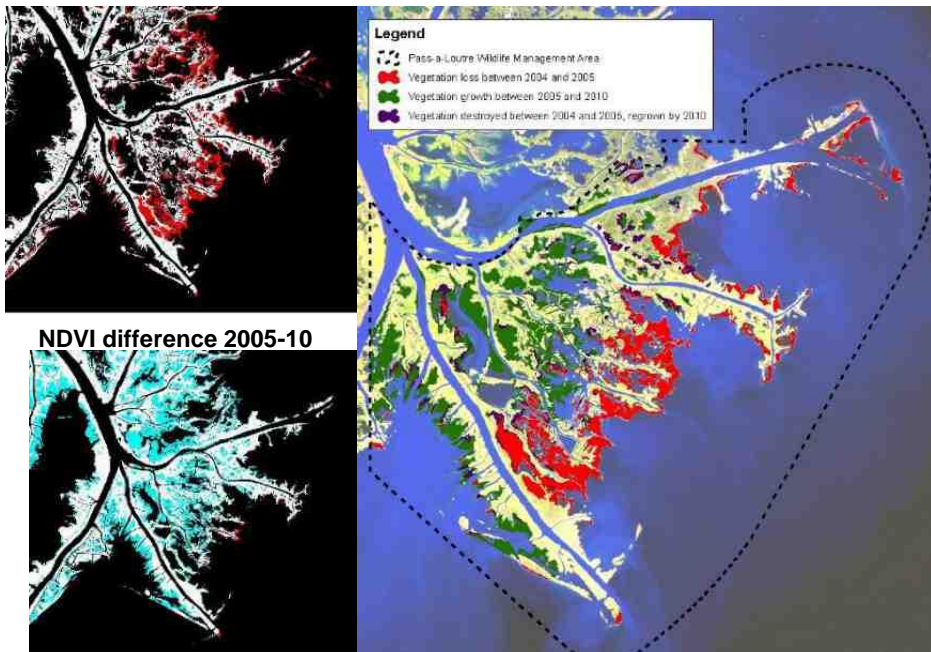 Legend
Pass-a-Loutre Wildlife Management Area
Vegetation loss between 2004 and 2005
Vegetation growth between 2005 and 2010
Vegetation destroyed between 2004 and 2005, regrown by 2010
NDVI difference 2005-10